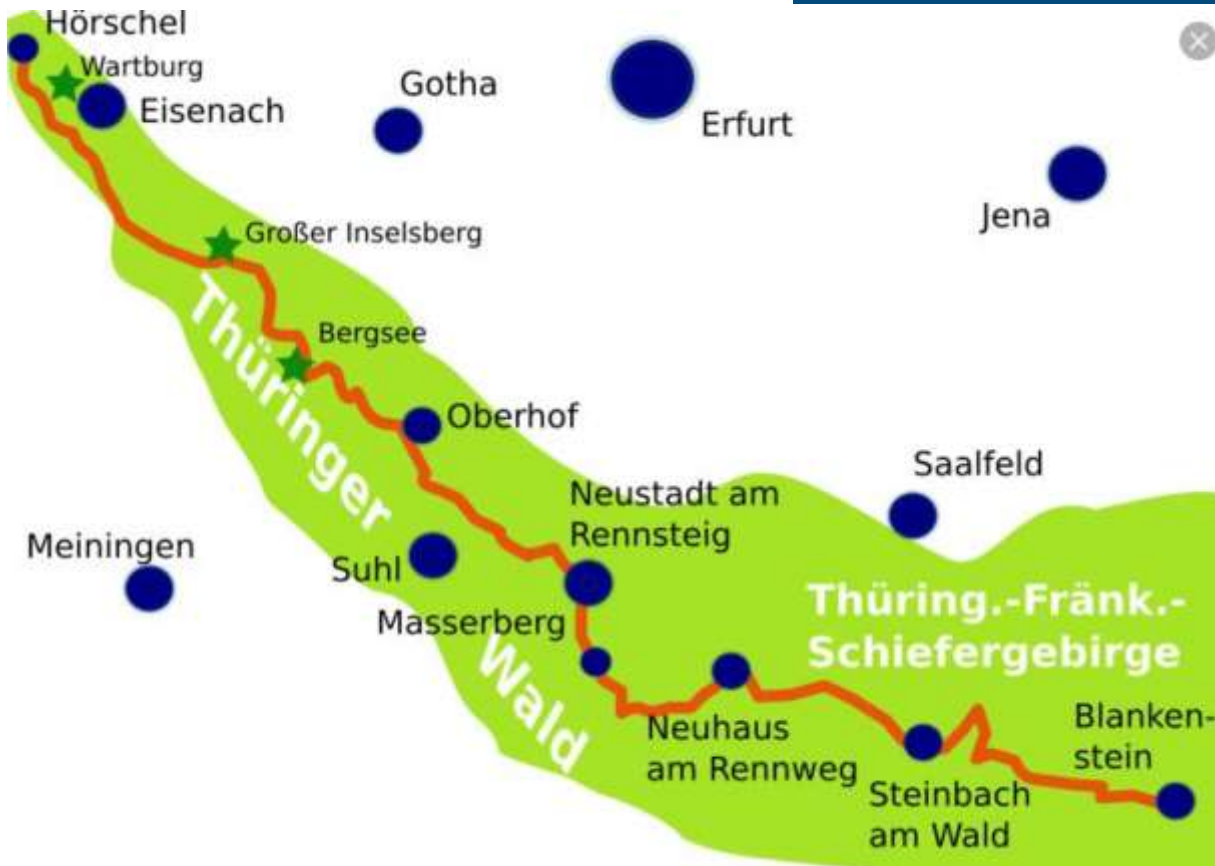 Hörschel
Wartburg
Eisenach
Gotha
Erfurt
Jena
Großer Inselsberg
Thüringer
Bergsee
Oberhof
Saalfeld
Neustadt am
Rennsteig
Meiningen
Suhl
Masserberg
Wald
Thüring.-Fränk.-
Schiefergebirge
Neuhaus
am Rennweg
Steinbach
am Wald
Blanken-
stein